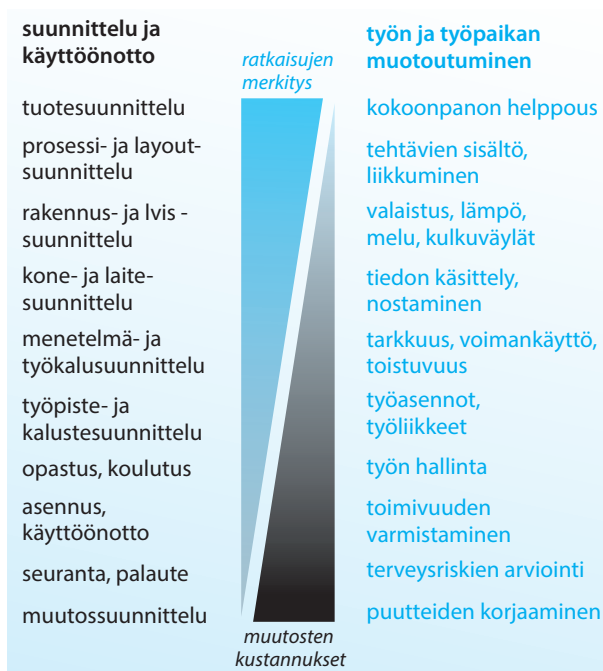 suunnittelu ja
käyttöönotto
ratkaisujen
merkitys
työn ja työpaikan
muotoutuminen
tuotesuunnittelu
kokoonpanon helppous
prosessi- ja layout-
suunnittelu
tehtävien sisältö,
liikkuminen
rakennus- ja lvis -
suunnittelu
valaistus, lämpö,
melu, kulkuväylät
kone- ja laite-
suunnittelu
tiedon käsittely,
nostaminen
menetelmä- ja
työkalusuunnittelu
tarkkuus, voimankäyttö,
toistuvuus
työpiste- ja
kalustesuunnittelu
työasennot,
työliikkeet
opastus, koulutus
työn hallinta
asennus,
käyttöönotto
toimivuuden
varmistaminen
seuranta, palaute
terveysriskien arviointi
muutossuunnittelu
puutteiden korjaaminen
muutosten
kustannukset